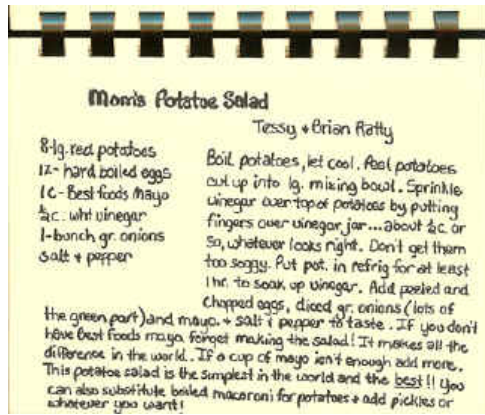 Mom's Potatoe Salad
Tessy + Brian Ratty
8-lg. red potatoes
12- hard boiled eggs
1c- Best foods Mayo
½c. wht vinegar
1-bunch gr. onions
salt + pepper
Boil potatoes, let cool. Peel potatoes
cut up into lg. mixing bowl. Sprinkle
vinegar over top of potatoes by putting
fingers over vinegar jar...about ½c. or
so, whatever looks right. Don't get them
too soggy. Put pot. in refrig for at least
1 hr. to soak up vinegar. Add peeled and
chopped eggs, diced gr. onions (lots of
the green part) and mayo. + salt + pepper to taste. If you don't
have Best foods mayo, forget making the salad! It makes all the
difference in the world. If a cup of mayo isn't enough add more.
This potatoe salad is the simplest in the world and the best!! you
can also substitute boiled macaroni for potatoes + add pickles or
whatever you want!